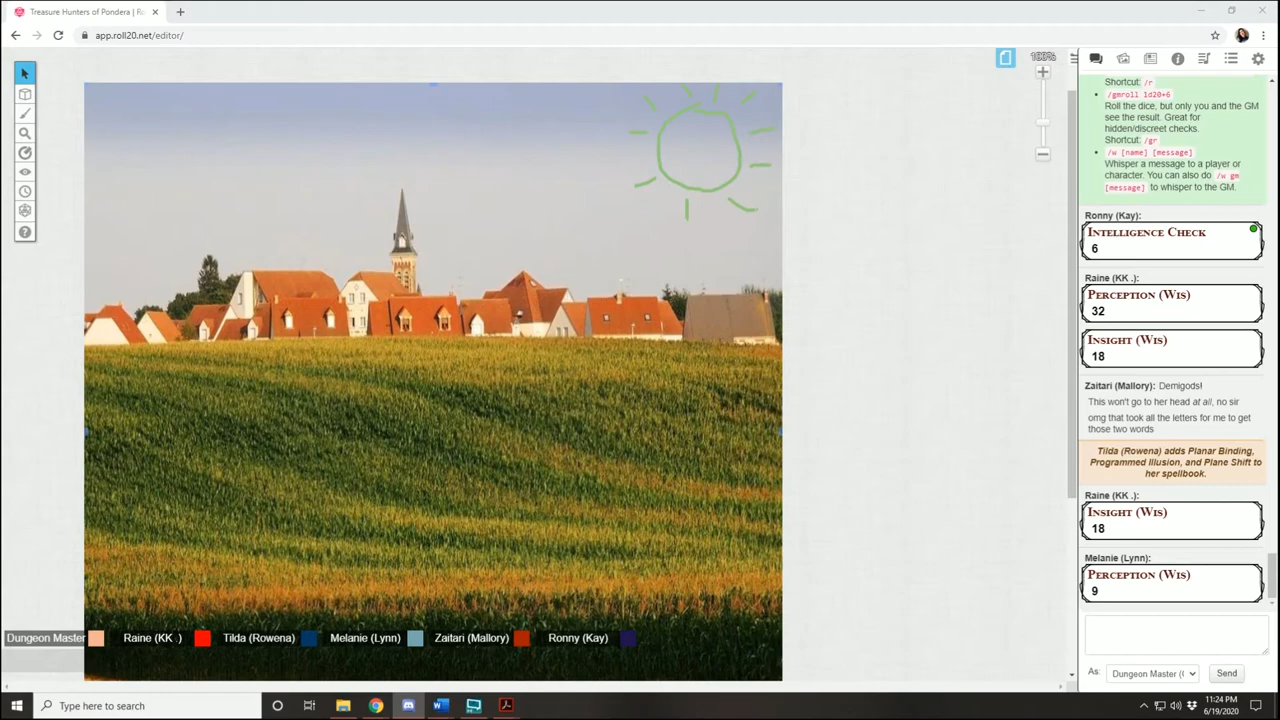 Treasure Hunters of Pondera | Ro
app.roll20.net/editor/
100%
Shortcut: /r
/gmroll 1d20+6
Roll the dice, but only you and the GM
see the result. Great for
hidden/discreet checks.
Shortcut: /gr
/w [name] [message]
Whisper a message to a player or
character. You can also do /w gm
[message] to whisper to the GM.
Ronny (Kay):
INTELLIGENCE CHECK
6
Raine (KK .):
PERCEPTION (WIS)
32
INSIGHT (WIS)
18
Zaitari (Mallory): Demigods!
This won't go to her head at all, no sir
omg that took all the letters for me to get
those two words
Tilda (Rowena) adds Planar Binding,
Programmed Illusion, and Plane Shift to
her spellbook.
Raine (KK .):
INSIGHT (WIS)
18
Melanie (Lynn):
PERCEPTION (WIS)
9
Dungeon Master Raine (KK .) Tilda (Rowena) Melanie (Lynn) Zaitari (Mallory) Ronny (Kay)
As: Dungeon Master ( Send
Type here to search
11:24 PM
6/19/2020